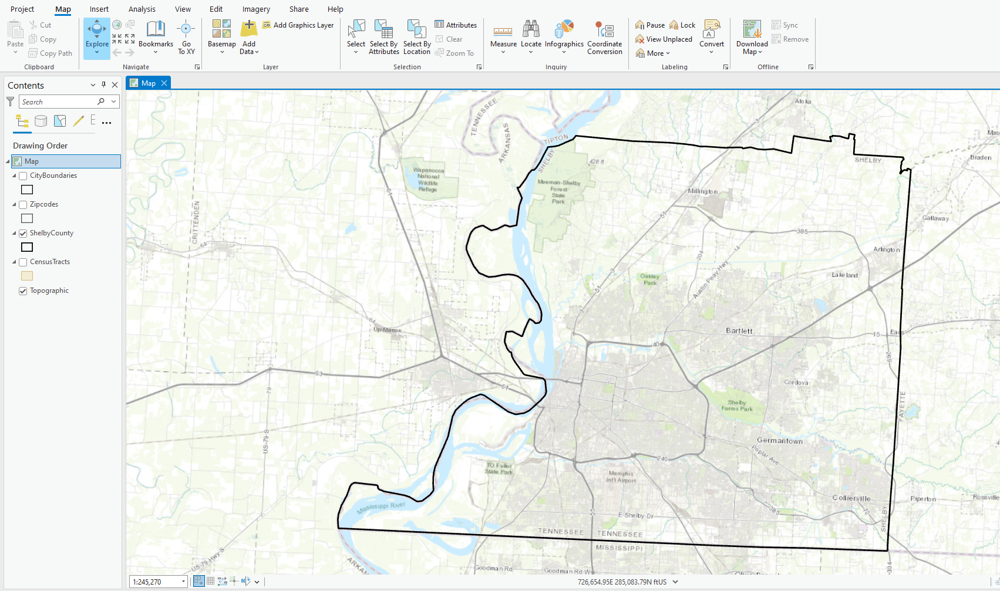 Project Map Insert Analysis View Edit Imagery Share Help
Paste
Cut
Copy
Copy Path
Clipboard
Explore
Bookmarks
Go
To XY
Navigate
Basemap
Add
Data
Add Graphics Layer
Layer
Select
Select By
Attributes
Select By
Location
Attributes
Clear
Zoom To
Selection
Measure
Locate
Infographics
Coordinate
Conversion
Inquiry
Pause
Lock
View Unplaced
More
Convert
Labeling
Download
Map
Sync
Remove
Offline
Contents
Search
Drawing Order
Map
CityBoundaries
Zipcodes
ShelbyCounty
CensusTracts
Topographic
Map
TENNESSEE
ARKANSAS
TIPTON
SHELBY
428 ft
Atoka
Mas
Braden
SHELBY
Wapanocca
National
Wildlife
Refuge
Meeman-Shelby
Forest
State
Park
Millington
61
51
CRITTENDEN
64
385
Gallaway
204
14
Arlington
Austin Peay Hwy
3
51
Oakley
Park
Lakeland
64
Up-Marion
Bartlett
15
Eads
40
269
63
79
61
1
1
Cordova
Shelby
Farms Park
FAYETTE
US-79 S
Germantown
Poplar Ave
240
TO Fuller
State Park
Memphis
Int'l Airport
Collierville
Piperton
Rossville
Mississippi River
E-Shelby Dr
385
72
SHELBY
55
TENNESSEE
TENNESSEE
MISSISSIPPI
US-79 Hwy S
ARKAN
Goodman Rd
Goodman Rd W
304
1:245,270
726,654.95E 285,083.79N ftUS